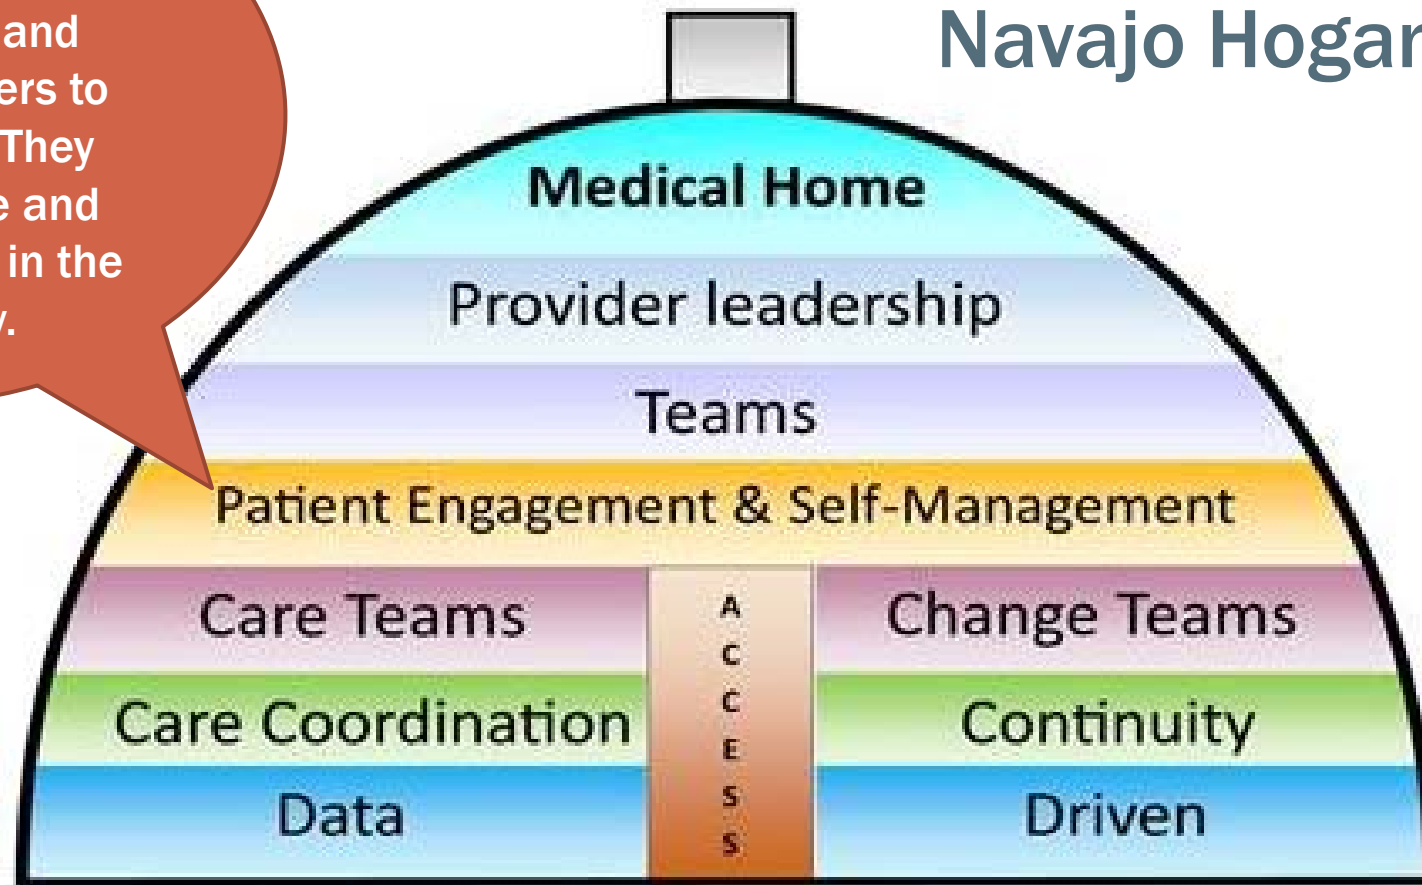 and
ers to
They
e and
in the
y.
Navajo Hogan
Medical Home
Provider leadership
Teams
Patient Engagement & Self-Management
Care Teams
Change Teams
A
C
C
E
S
S
Care Coordination
Continuity
Data
Driven